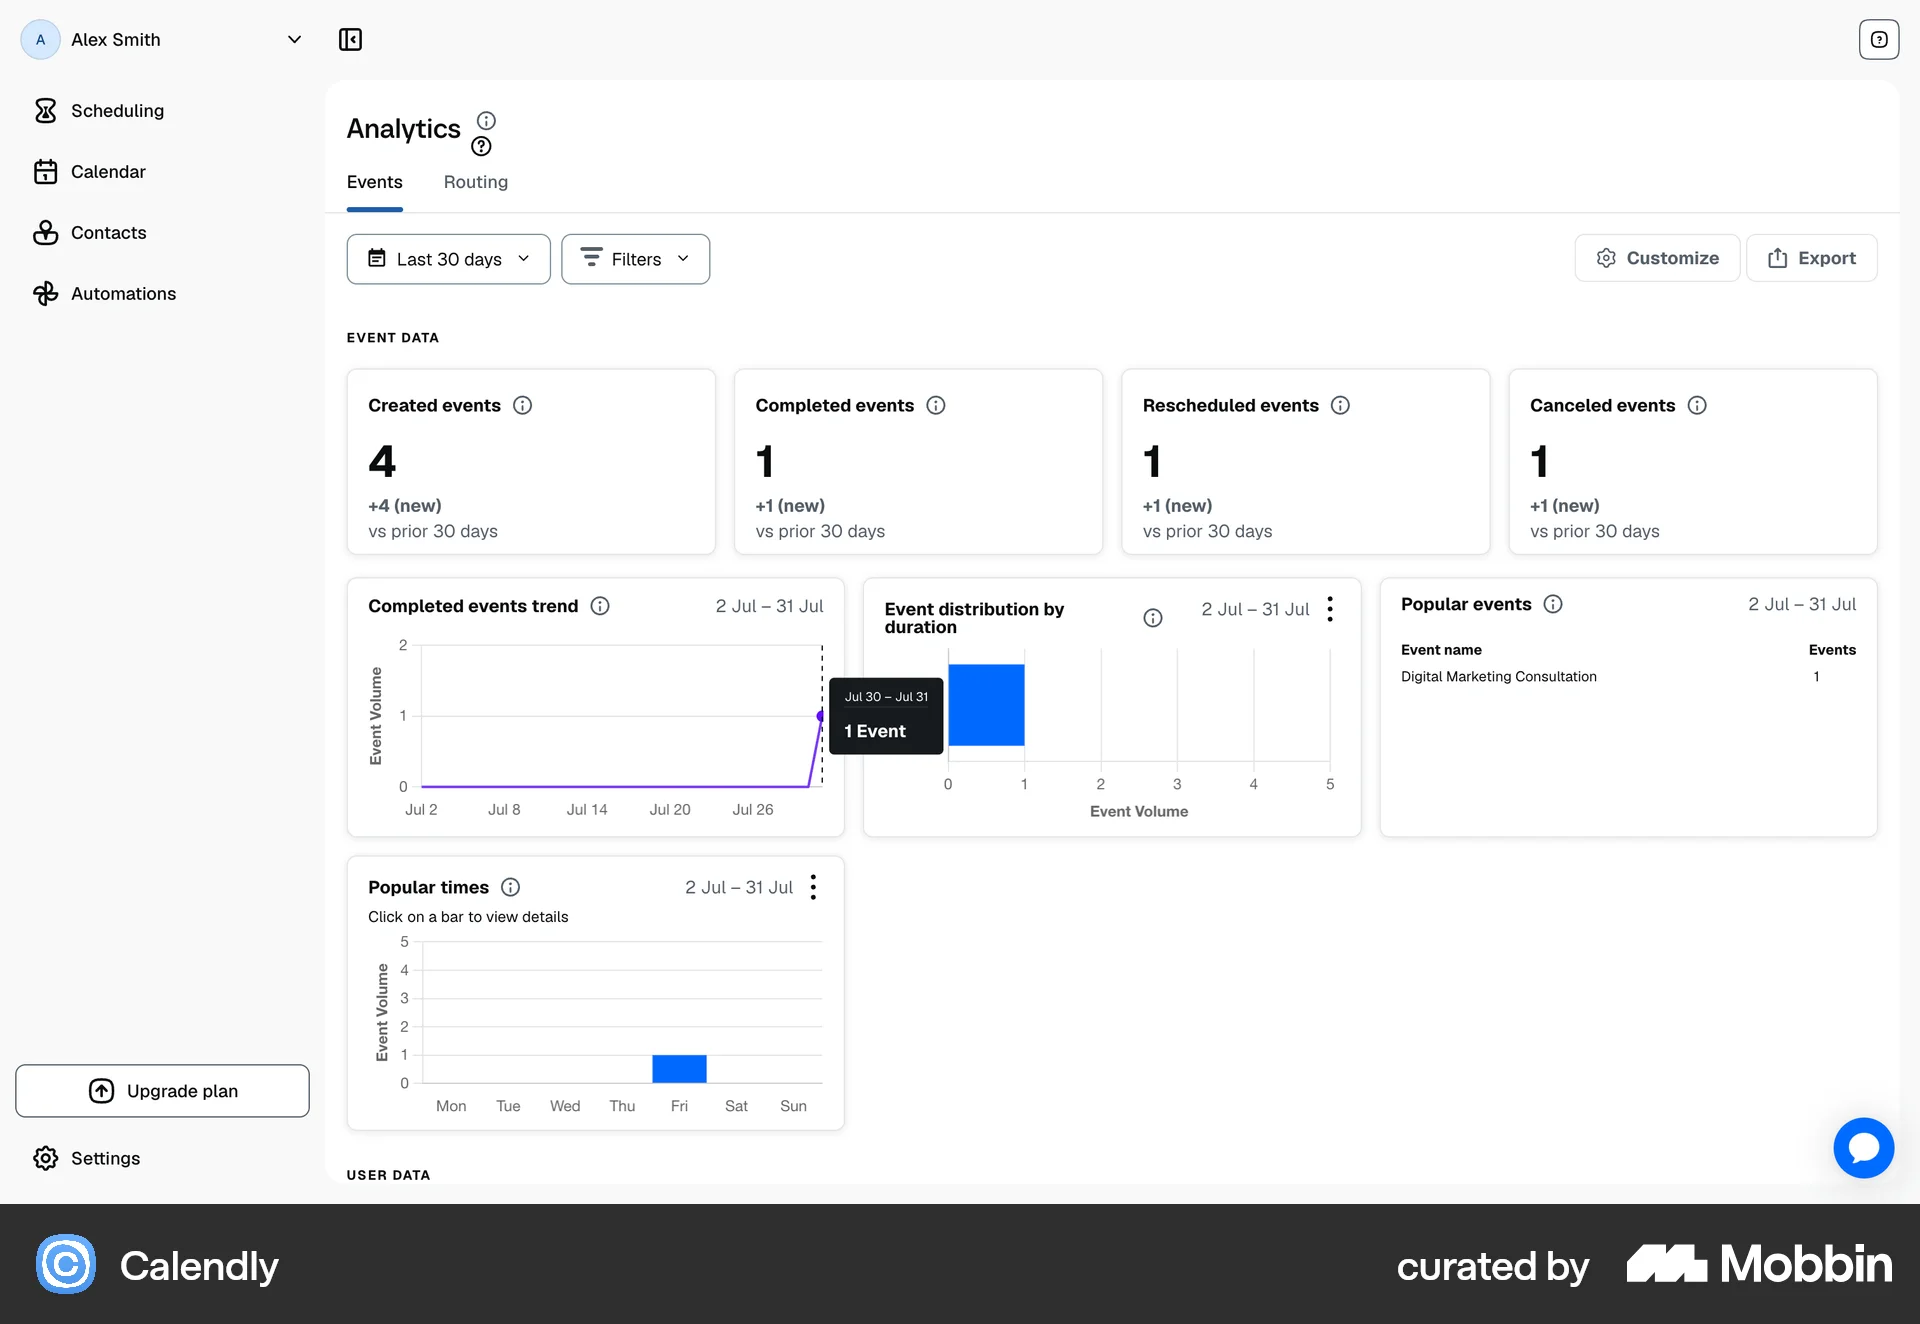 A Alex Smith
Scheduling
Calendar
Contacts
Automations
Upgrade plan
Settings
Analytics
Events Routing
Last 30 days Filters
Customize Export
EVENT DATA
Created events
4
+4 (new)
vs prior 30 days
Completed events
1
+1 (new)
vs prior 30 days
Rescheduled events
1
+1 (new)
vs prior 30 days
Canceled events
1
+1 (new)
vs prior 30 days
Completed events trend 2 Jul – 31 Jul
Event Volume
2
1
0
Jul 2 Jul 8 Jul 14 Jul 20 Jul 26
Jul 30 – Jul 31
1 Event
Event distribution by
duration
2 Jul – 31 Jul
0 1 2 3 4 5
Event Volume
Popular events 2 Jul – 31 Jul
Event name Events
Digital Marketing Consultation 1
Popular times 2 Jul – 31 Jul
Click on a bar to view details
Event Volume
5
4
3
2
1
0
Mon Tue Wed Thu Fri Sat Sun
USER DATA
Calendly
curated by Mobbin